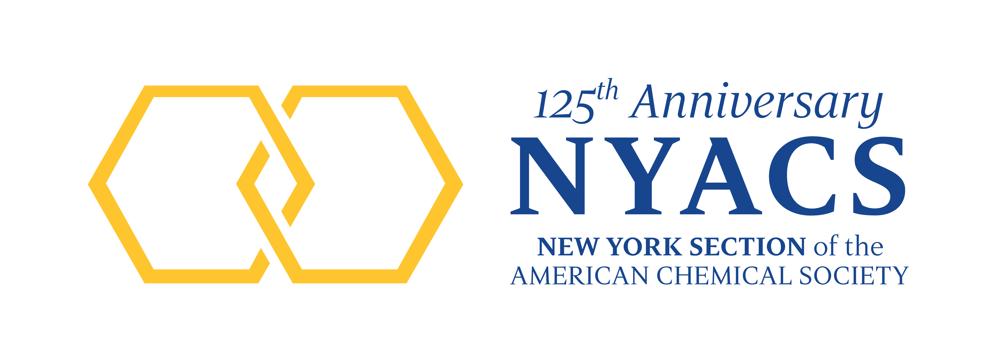 125th Anniversary
NYACS
NEW YORK SECTION of the
AMERICAN CHEMICAL SOCIETY